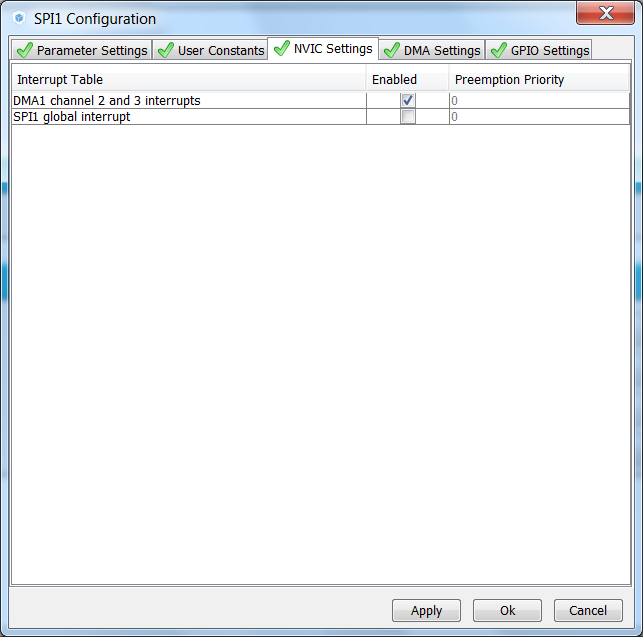 SPI1 Configuration
Parameter Settings User Constants NVIC Settings DMA Settings GPIO Settings
Interrupt Table Enabled Preemption Priority
DMA1 channel 2 and 3 interrupts 0
SPI1 global interrupt 0
Apply Ok Cancel